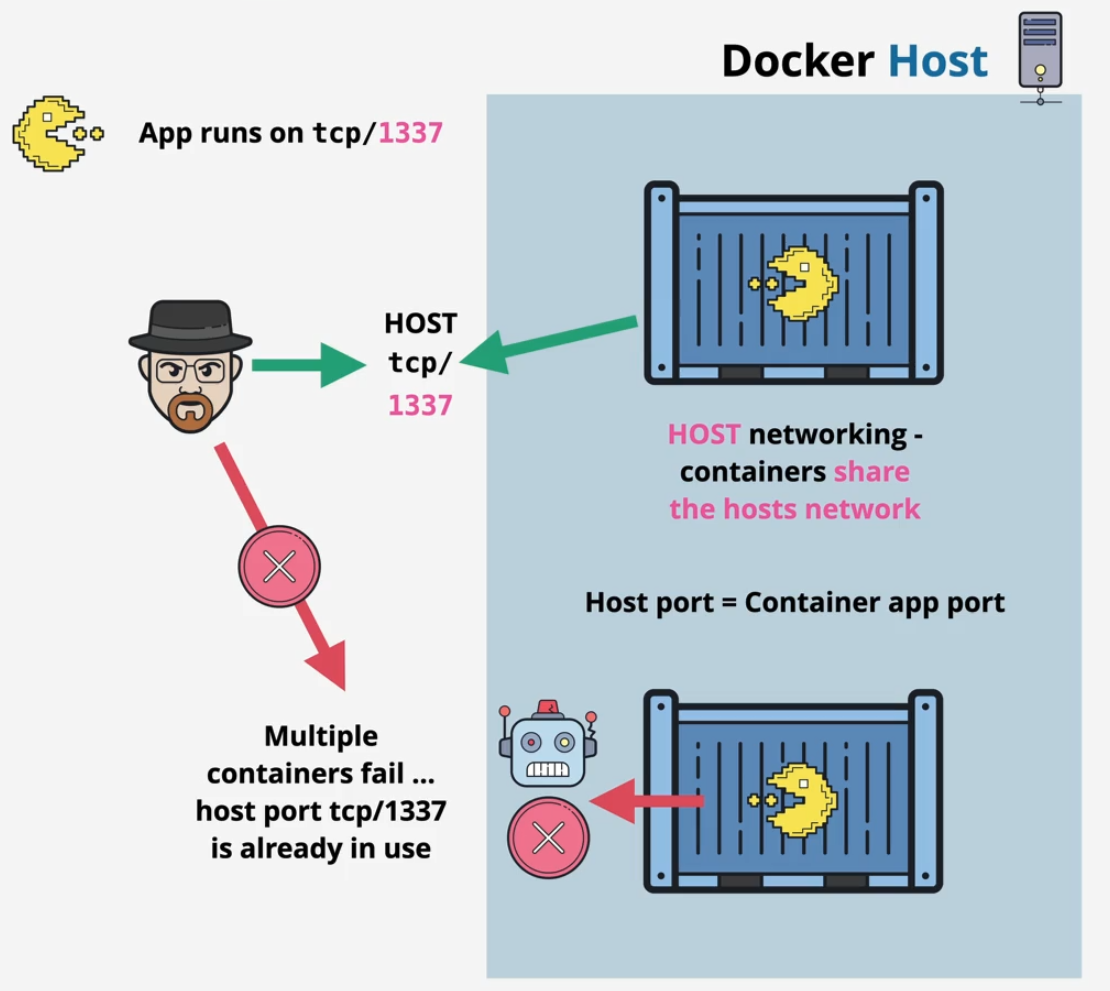 Docker Host
App runs on tcp/1337
HOST
tcp/
1337
HOST networking -
containers share
the hosts network
Host port = Container app port
Multiple
containers fail ...
host port tcp/1337
is already in use